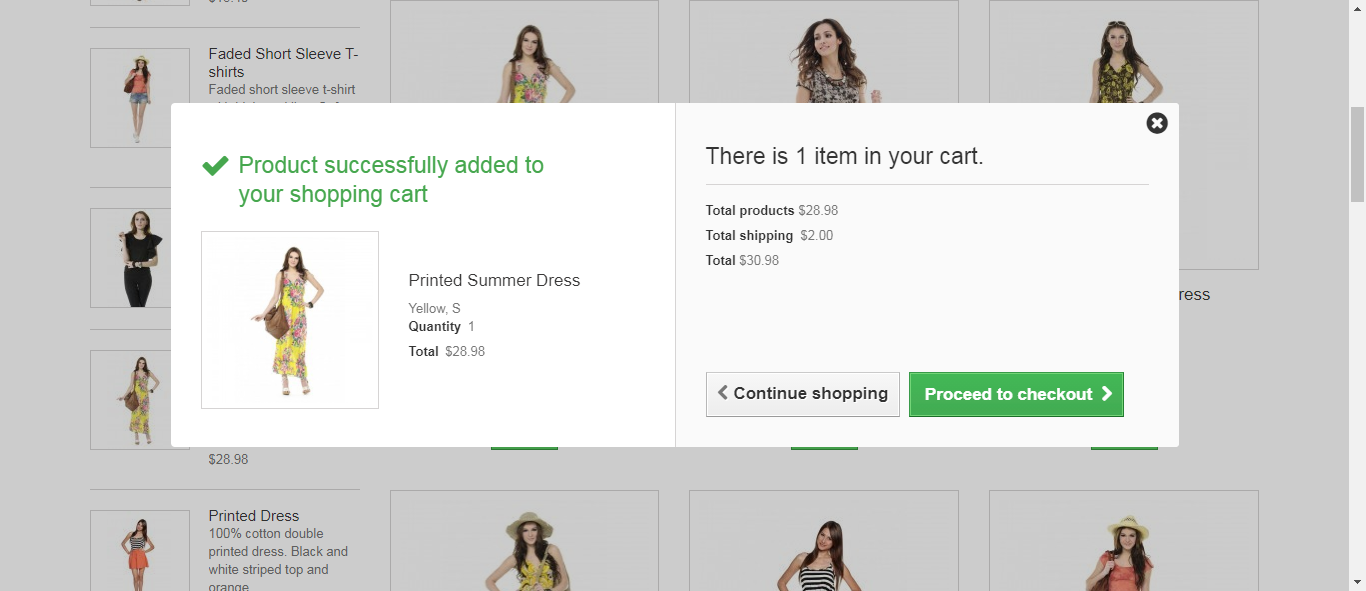 Faded Short Sleeve T-
shirts
Faded short sleeve t-shirt
Product successfully added to
your shopping cart
Printed Summer Dress
Yellow, S
Quantity 1
Total $28.98
There is 1 item in your cart.
Total products $28.98
Total shipping $2.00
Total $30.98
Continue shopping
Proceed to checkout
ress
$28.98
Printed Dress
100% cotton double
printed dress. Black and
white striped top and
orange